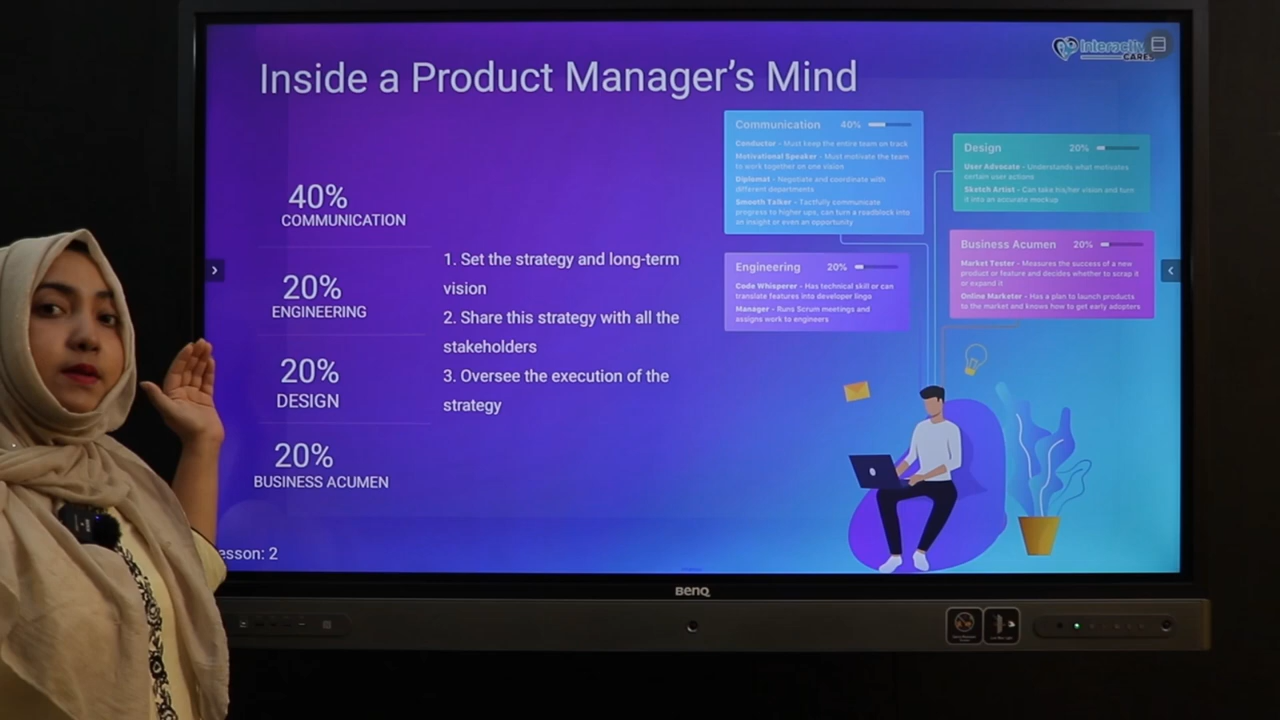 Inside a Product Manager's Mind
interactiv
CARES
40%
COMMUNICATION
20%
ENGINEERING
20%
DESIGN
20%
BUSINESS ACUMEN
1. Set the strategy and long-term
vision
2. Share this strategy with all the
stakeholders
3. Oversee the execution of the
strategy
Communication 40%
Conductor - Must keep the entire team on track
Motivational Speaker - Must motivate the team
to work together on one vision
Diplomat - Negotiate and coordinate with
different departments
Smooth Talker - Tactfully communicate
progress to higher ups, can turn a roadblock into
an insight or even an opportunity
Engineering 20%
Code Whisperer - Has technical skill or can
translate features into developer lingo
Manager - Runs Scrum meetings and
assigns work to engineers
Design 20%
User Advocate - Understands what motivates
certain user actions
Sketch Artist - Can take his/her vision and turn
it into an accurate mockup
Business Acumen 20%
Market Tester - Measures the success of a new
product or feature and decides whether to scrap it
or expand it
Online Marketer - Has a plan to launch products
to the market and knows how to get early adopters
esson: 2
BenQ